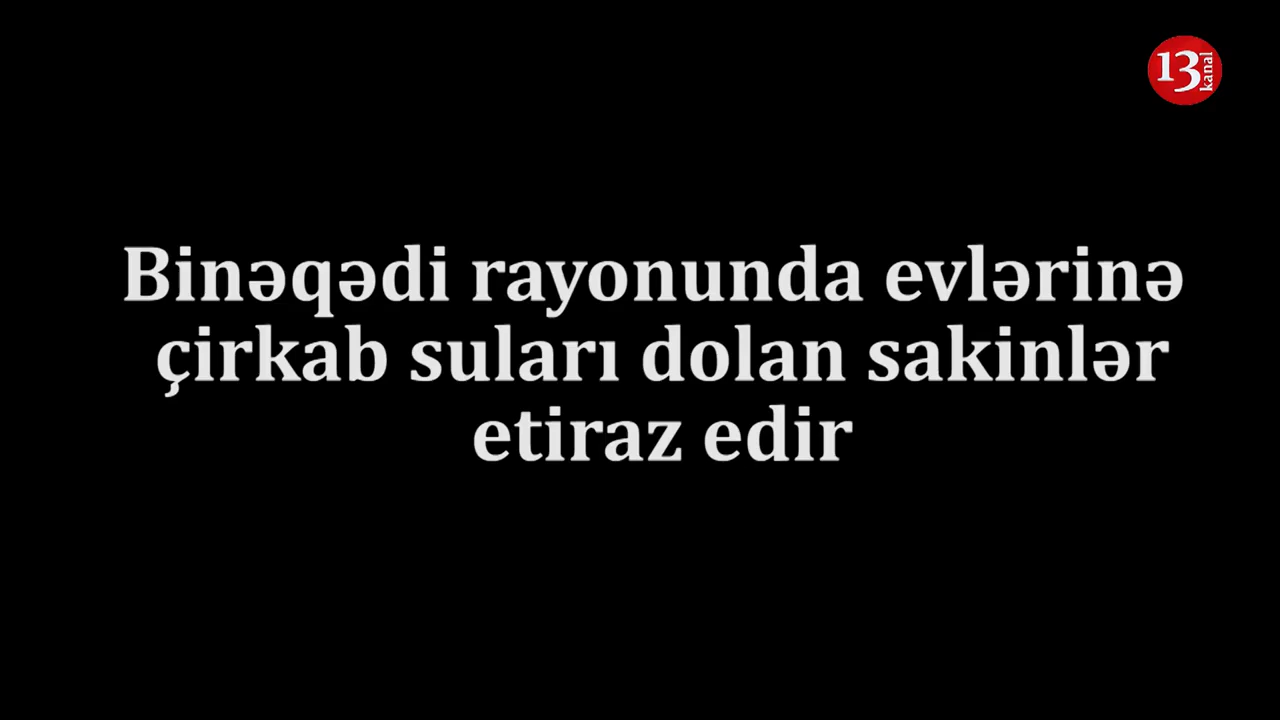 13 kanal
Binəqədi rayonunda evlərinə
çirkab suları dolan sakinlər
etiraz edir